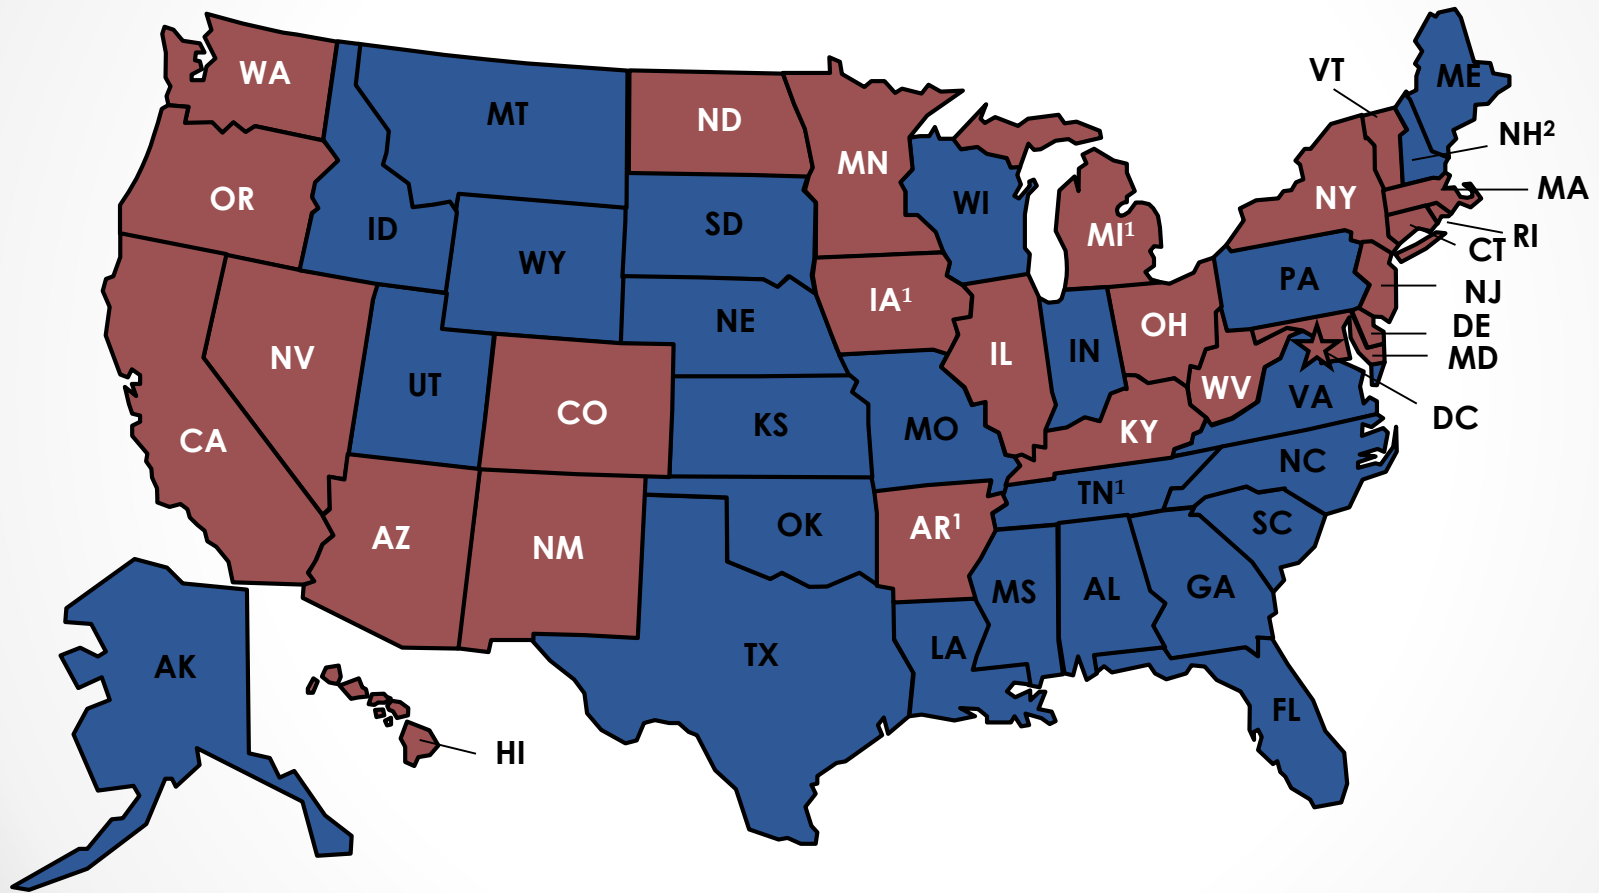 WA
MT
ND
MN
VT
ME
NH²
OR
ID
SD
WI
MI¹
NY
MA
WY
RI
CT
IA¹
PA
NJ
NE
OH
DE
NV
IL
IN
MD
UT
WV
VA
CO
KS
MO
KY
DC
CA
NC
TN¹
AZ
NM
OK
AR¹
SC
MS
AL
GA
AK
TX
LA
FL
HI